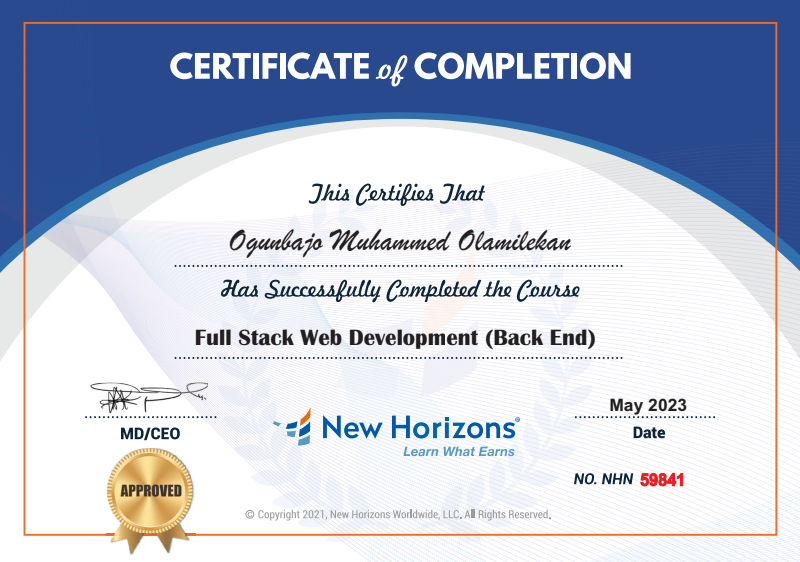 CERTIFICATE of COMPLETION
This Certifies That
Ogunbajo Muhammed Olamilekan
Has Successfully Completed the Course
Full Stack Web Development (Back End)
May 2023
MD/CEO
New Horizons®
Date
Learn What Earns
APPROVED
NO. NHN 59841
© Copyright 2021, New Horizons Worldwide, LLC. All Rights Reserved.